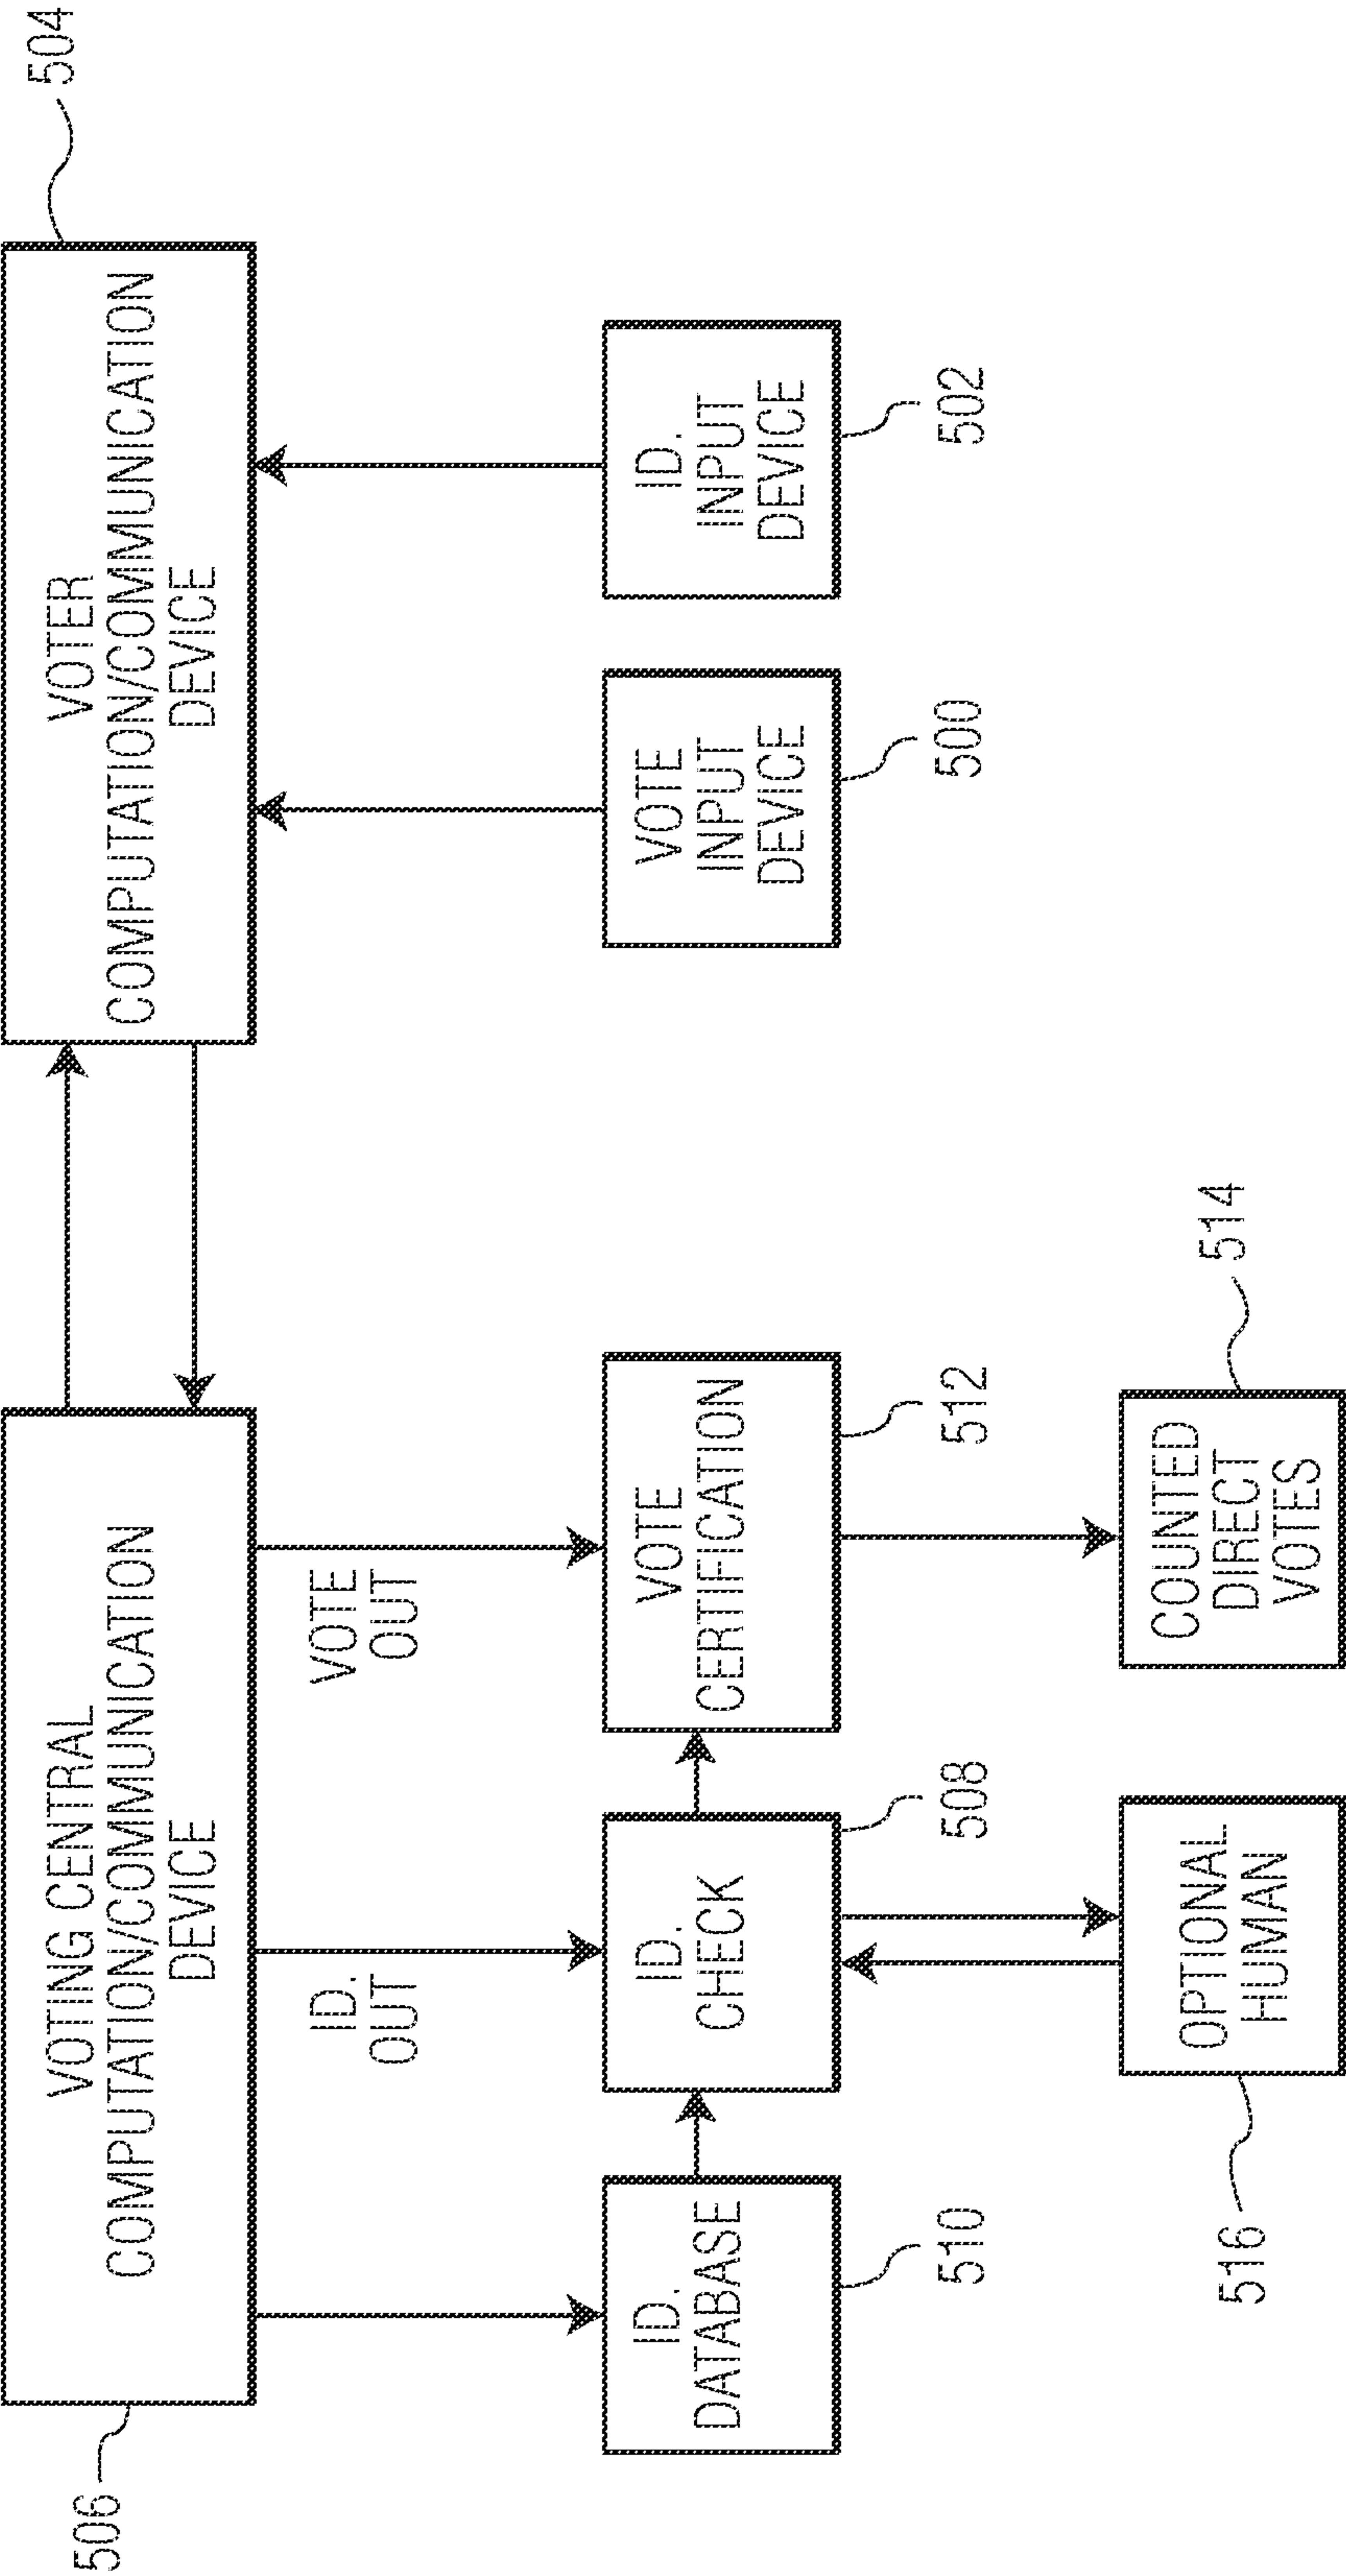 506
VOTING CENTRAL
COMPUTATION/COMMUNICATION
DEVICE
VOTER
COMPUTATION/COMMUNICATION
DEVICE
504
ID.
OUT
VOTE
OUT
ID.
DATABASE
510
ID.
CHECK
508
VOTE
CERTIFICATION
512
VOTE
INPUT
DEVICE
500
ID.
INPUT
DEVICE
502
516
OPTIONAL
HUMAN
COUNTED
DIRECT
VOTES
514